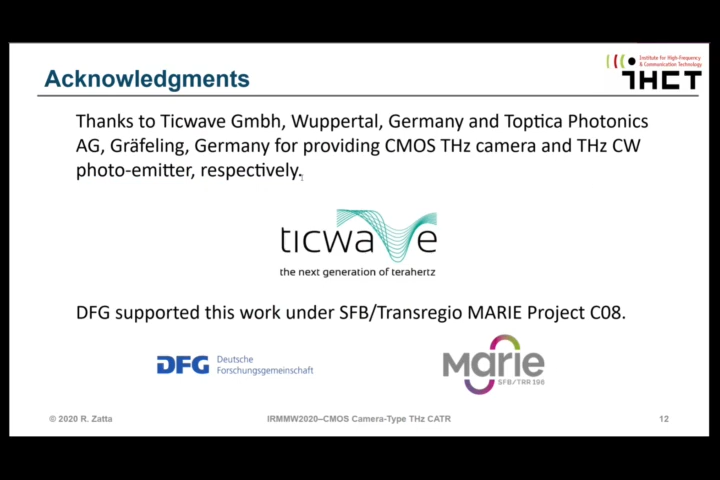 Acknowledgments
Institute for High-Frequency
& Communication Technology
IHCT
Thanks to Ticwave Gmbh, Wuppertal, Germany and Toptica Photonics
AG, Gräfeling, Germany for providing CMOS THz camera and THz CW
photo-emitter, respectively.
ticwave
the next generation of terahertz
DFG supported this work under SFB/Transregio MARIE Project C08.
DFG Deutsche
Forschungsgemeinschaft
marie
SFB/TRR 196
© 2020 R. Zatta IRMMW2020–CMOS Camera-Type THz CATR 12